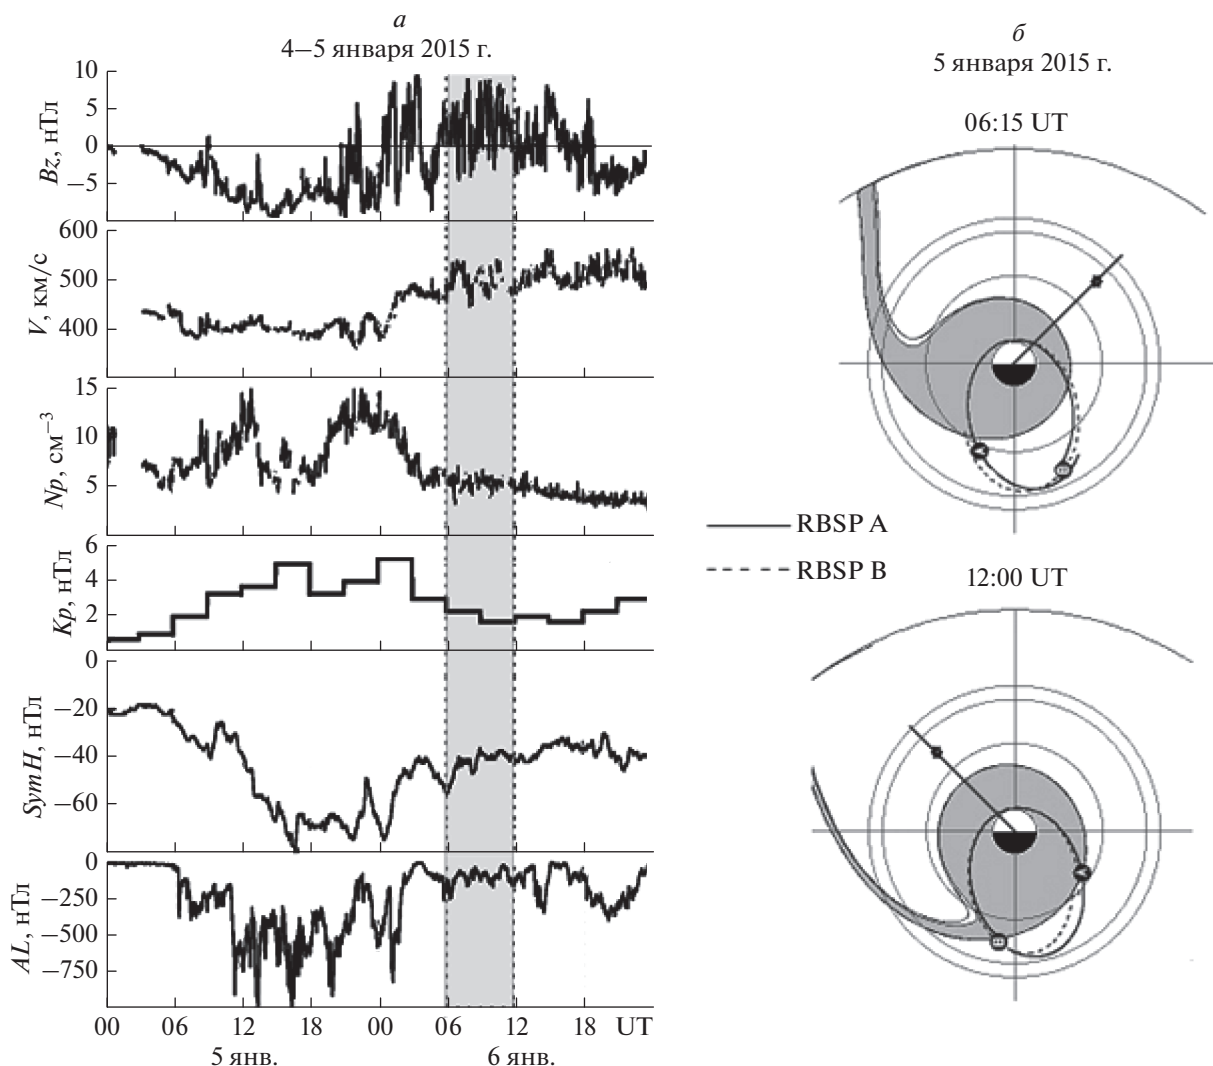 а
4–5 января 2015 г.
10
5
0
−5
Bz, нТл
600
500
400
V, км/с
15
10
5
Np, см−3
6
4
2
Kp, нТл
0
−20
−40
−60
SymH, нТл
0
−250
−500
−750
AL, нТл
00 06 12 18 00 06 12 18 UT
5 янв. 6 янв.
б
5 января 2015 г.
06:15 UT
RBSP A
RBSP B
12:00 UT